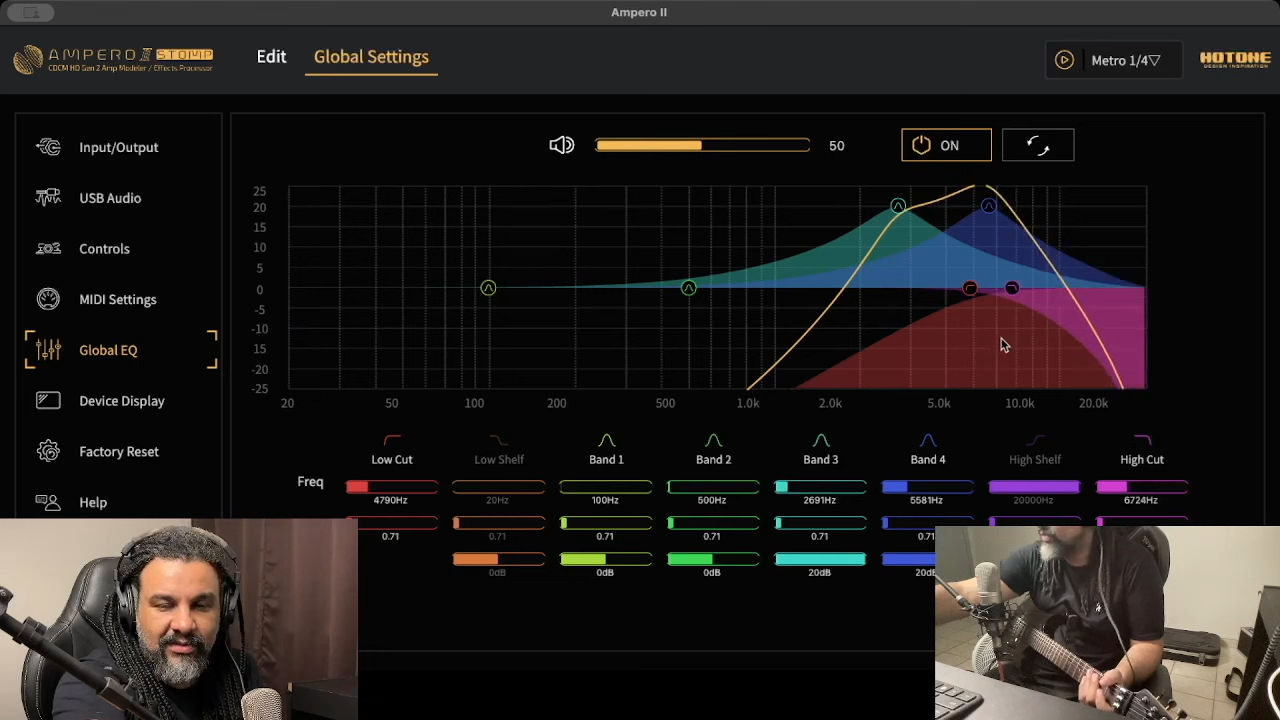 Ampero II
AMPERO II STOMP
CDCM HD Gen 2 Amp Modeler / Effects Processor
Edit
Global Settings
Metro 1/4▽
HOTONE
DESIGN INSPIRATION
Input/Output
USB Audio
Controls
MIDI Settings
Global EQ
Device Display
Factory Reset
Help
50
ON
25
20
15
10
5
0
-5
-10
15
-20
-25
20 50 100 200 500 1.0k 2.0k 5.0k 10.0k 20.0k
Low Cut Low Shelf Band 1 Band 2 Band 3 Band 4 High Shelf High Cut
Freq
4790Hz 20Hz 100Hz 500Hz 2691Hz 5581Hz 20000Hz 6724Hz
0.71 0.71 0.71 0.71 0.71 0.71
0dB 0dB 0dB 20dB 20dB